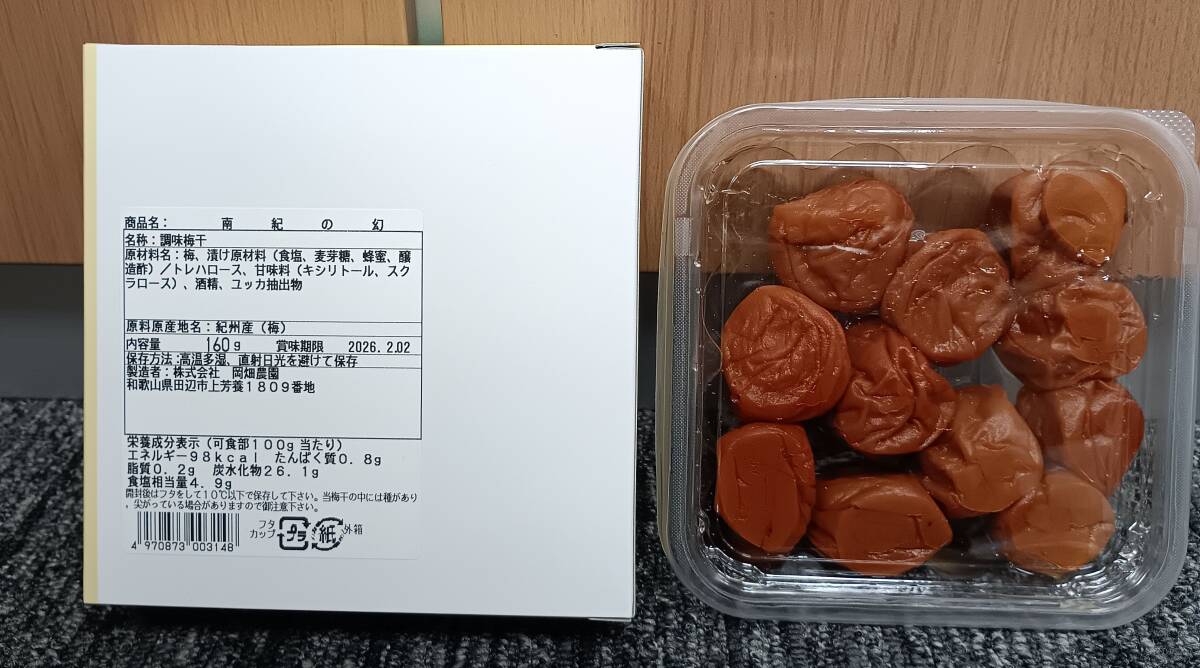 商品名: 南紀の幻
名称:調味梅干
原材料名:梅、漬け原材料(食塩、麦芽糖、蜂蜜、醸
造酢)/トレハロース、甘味料(キシリトール、スク
ラロース)、酒精、ユッカ抽出物
原料原産地名:紀州産(梅)
内容量 160g 賞味期限 2026.2.02
保存方法:高温多湿、直射日光を避けて保存
製造者:株式会社 岡畑農園
和歌山県田辺市上芳養1809番地
栄養成分表示(可食部100g当たり)
エネルギー98kcal たんぱく質0.8g
脂質0.2g 炭水化物26.1g
食塩相当量4.9g
開封後はフタをして10℃以下で保存して下さい。当梅干の中には種があり
、尖がっている場合がありますので御注意下さい。
フタ
カップ プラ 紙 外箱
4 970873 003148